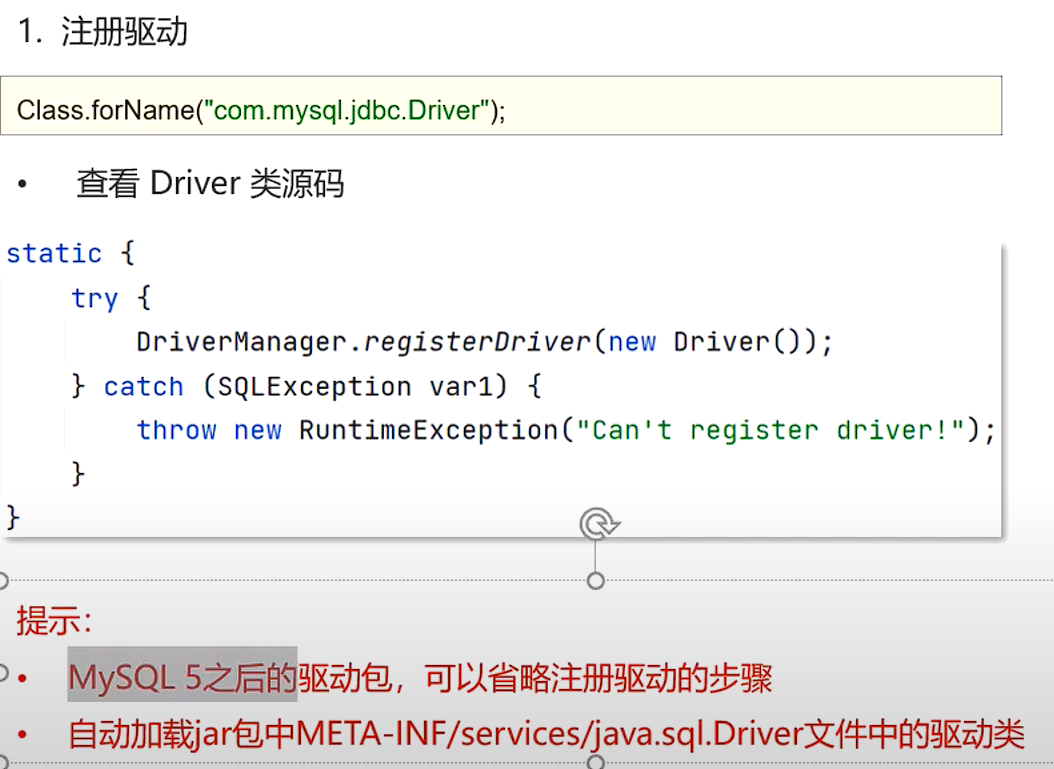 1. 注册驱动
Class.forName("com.mysql.jdbc.Driver");
• 查看 Driver 类源码
static {
    try {
        DriverManager.registerDriver(new Driver());
    } catch (SQLException var1) {
        throw new RuntimeException("Can't register driver!");
    }
}
提示：
• MySQL 5之后的驱动包，可以省略注册驱动的步骤
• 自动加载jar包中META-INF/services/java.sql.Driver文件中的驱动类